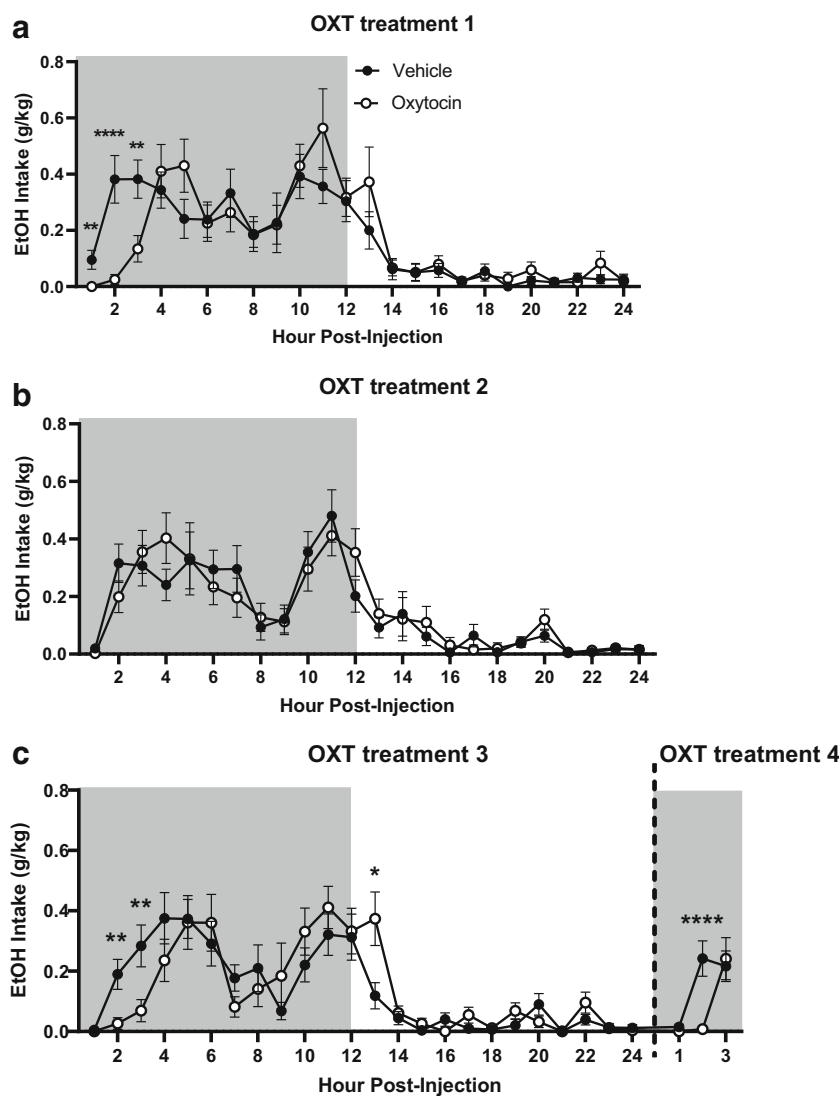 a
OXT treatment 1
Vehicle
Oxytocin
EtOH Intake (g/kg)
0.8
0.6
0.4
0.2
0.0
**
****
**
2 4 6 8 10 12 14 16 18 20 22 24
Hour Post-Injection
b
OXT treatment 2
EtOH Intake (g/kg)
0.8
0.6
0.4
0.2
0.0
2 4 6 8 10 12 14 16 18 20 22 24
Hour Post-Injection
c
OXT treatment 3 OXT treatment 4
EtOH Intake (g/kg)
0.8
0.6
0.4
0.2
0.0
** ** * ****
2 4 6 8 10 12 14 16 18 20 22 24 1 3
Hour Post-Injection